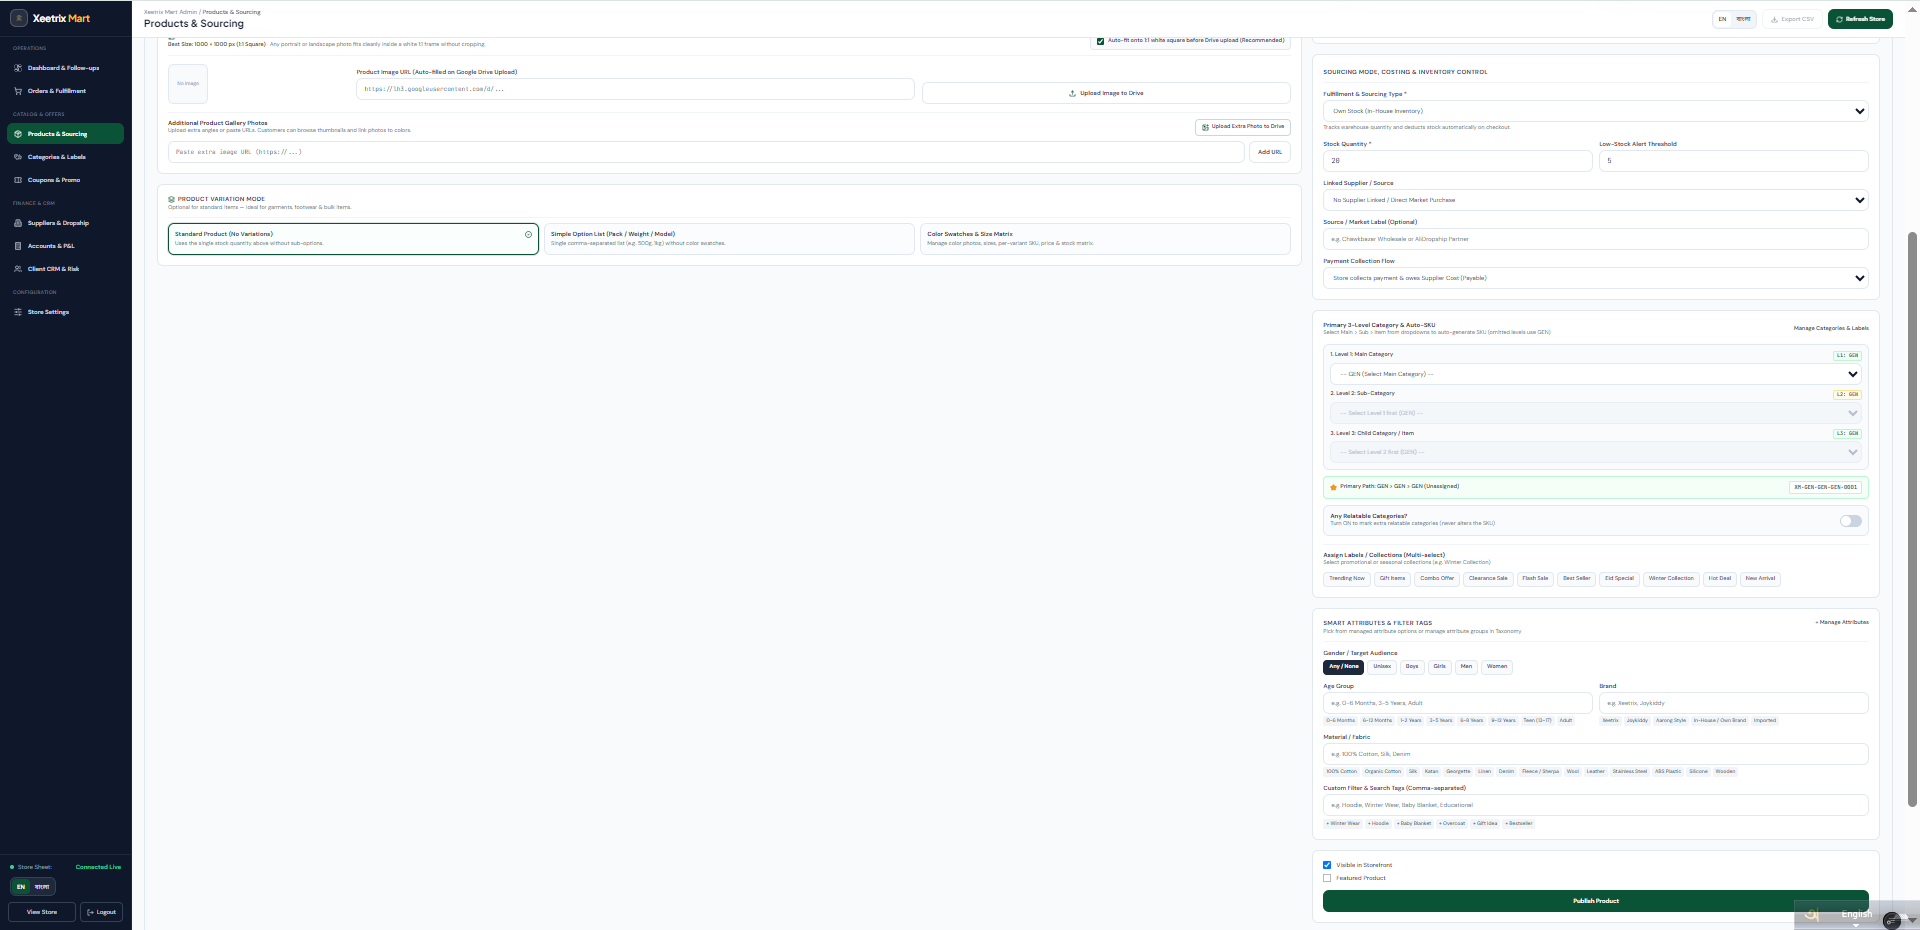 Xeetrix Mart
OPERATIONS
Dashboard & Follow-ups
Orders & Fulfillment
CATALOG & OFFERS
Products & Sourcing
Categories & Labels
Coupons & Promo
FINANCE & CRM
Suppliers & Dropship
Accounts & P&L
Client CRM & Risk
CONFIGURATION
Store Settings
Store Sheet: Connected Live
EN বাংলা
View Store Logout
Xeetrix Mart Admin / Products & Sourcing
Products & Sourcing
EN বাংলা Export CSV Refresh Store
Best Size: 1000 × 1000 px (1:1 Square) · Any portrait or landscape photo fits cleanly inside a white 1:1 frame without cropping.
Auto-fit onto 1:1 white square before Drive upload (Recommended)
No image
Product Image URL (Auto-filled on Google Drive Upload)
https://lh3.googleusercontent.com/d/...
Upload Image to Drive
Additional Product Gallery Photos
Upload extra angles or paste URLs. Customers can browse thumbnails and link photos to colors.
Upload Extra Photo to Drive
Paste extra image URL (https://...)
Add URL
PRODUCT VARIATION MODE
Optional for standard items — ideal for garments, footwear & bulk items.
Standard Product (No Variations)
Uses the single stock quantity above without sub-options.
Simple Option List (Pack / Weight / Model)
Single comma-separated list (e.g. 500g, 1kg) without color swatches.
Color Swatches & Size Matrix
Manage color photos, sizes, per-variant SKU, price & stock matrix.
SOURCING MODE, COSTING & INVENTORY CONTROL
Fulfillment & Sourcing Type *
Own Stock (In-House Inventory)
Tracks warehouse quantity and deducts stock automatically on checkout.
Stock Quantity * Low-Stock Alert Threshold
20 5
Linked Supplier / Source
No Supplier Linked / Direct Market Purchase
Source / Market Label (Optional)
e.g. Chawkbazar Wholesale or AliDropship Partner
Payment Collection Flow
Store collects payment & owes Supplier Cost (Payable)
Primary 3-Level Category & Auto-SKU
Select Main > Sub > Item from dropdowns to auto-generate SKU (omitted levels use GEN)
Manage Categories & Labels
1. Level 1: Main Category L1: GEN
-- GEN (Select Main Category) --
2. Level 2: Sub-Category L2: GEN
-- Select Level 1 first (GEN) --
3. Level 3: Child Category / Item L3: GEN
-- Select Level 2 first (GEN) --
Primary Path: GEN > GEN > GEN (Unassigned) XM-GEN-GEN-GEN-0001
Any Relatable Categories?
Turn ON to mark extra relatable categories (never alters the SKU)
Assign Labels / Collections (Multi-select)
Select promotional or seasonal collections (e.g. Winter Collection)
Trending Now Gift Items Combo Offer Clearance Sale Flash Sale Best Seller Eid Special Winter Collection Hot Deal New Arrival
SMART ATTRIBUTES & FILTER TAGS
+ Manage Attributes
Pick from managed attribute options or manage attribute groups in Taxonomy
Gender / Target Audience
Any / None Unisex Boys Girls Men Women
Age Group Brand
e.g. 0-6 Months, 3-5 Years, Adult e.g. Xeetrix, Joykiddy
0-6 Months 6-12 Months 1-2 Years 3-5 Years 6-8 Years 9-12 Years Teen (13-17) Adult Xeetrix Joykiddy Aarong Style In-House / Own Brand Imported
Material / Fabric
e.g. 100% Cotton, Silk, Denim
100% Cotton Organic Cotton Silk Katan Georgette Linen Denim Fleece / Sherpa Wool Leather Stainless Steel ABS Plastic Silicone Wooden
Custom Filter & Search Tags (Comma-separated)
e.g. Hoodie, Winter Wear, Baby Blanket, Educational
+ Winter Wear + Hoodie + Baby Blanket + Overcoat + Gift Idea + Bestseller
Visible in Storefront
Featured Product
Publish Product
English